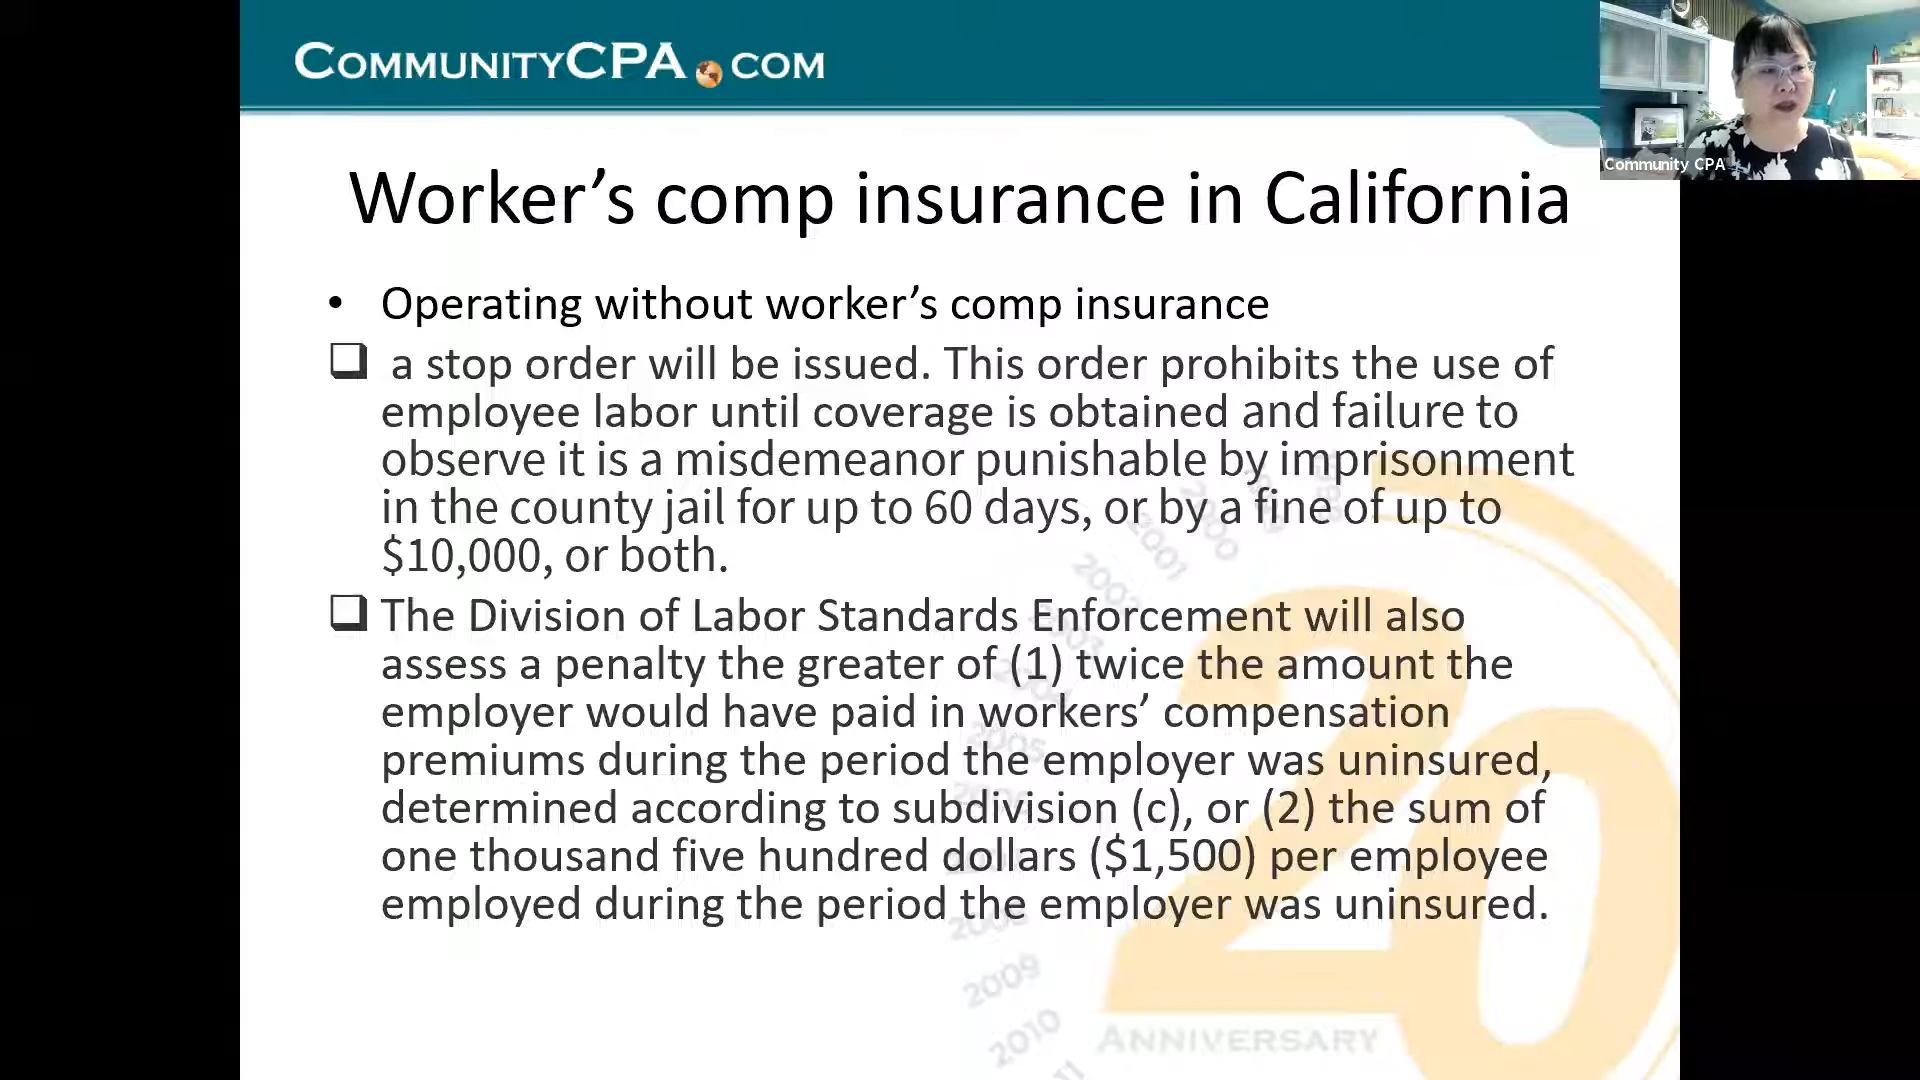 COMMUNITYCPA.COM
Community CPA
Worker’s comp insurance in California
• Operating without worker’s comp insurance
❑ a stop order will be issued. This order prohibits the use of
employee labor until coverage is obtained and failure to
observe it is a misdemeanor punishable by imprisonment
in the county jail for up to 60 days, or by a fine of up to
$10,000, or both.
❑ The Division of Labor Standards Enforcement will also
assess a penalty the greater of (1) twice the amount the
employer would have paid in workers’ compensation
premiums during the period the employer was uninsured,
determined according to subdivision (c), or (2) the sum of
one thousand five hundred dollars ($1,500) per employee
employed during the period the employer was uninsured.
2000
2001
2002
2003
2005
2009
2010
20
ANNIVERSARY